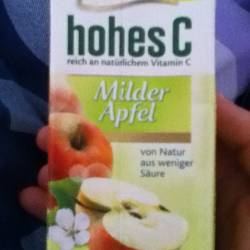 hohes C
reich an natürlichem Vitamin C
Milder
Apfel
von Natur
aus weniger
Säure